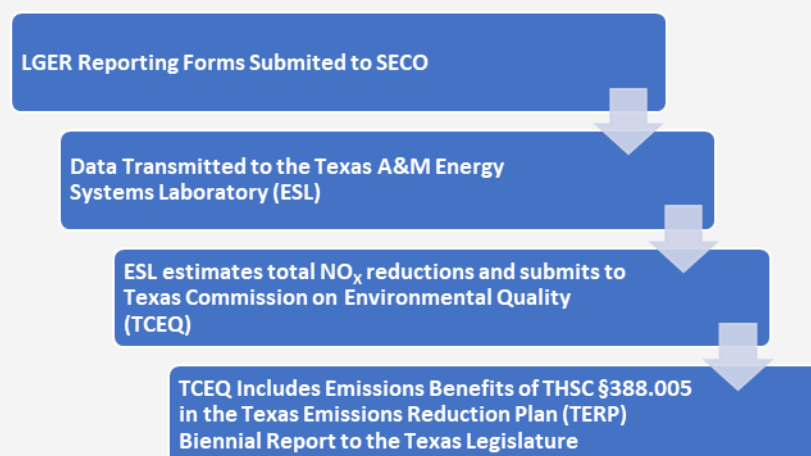 LGER Reporting Forms Submited to SECO
Data Transmitted to the Texas A&M Energy
Systems Laboratory (ESL)
ESL estimates total NOX reductions and submits to
Texas Commission on Environmental Quality
(TCEQ)
TCEQ Includes Emissions Benefits of THSC §388.005
in the Texas Emissions Reduction Plan (TERP)
Biennial Report to the Texas Legislature